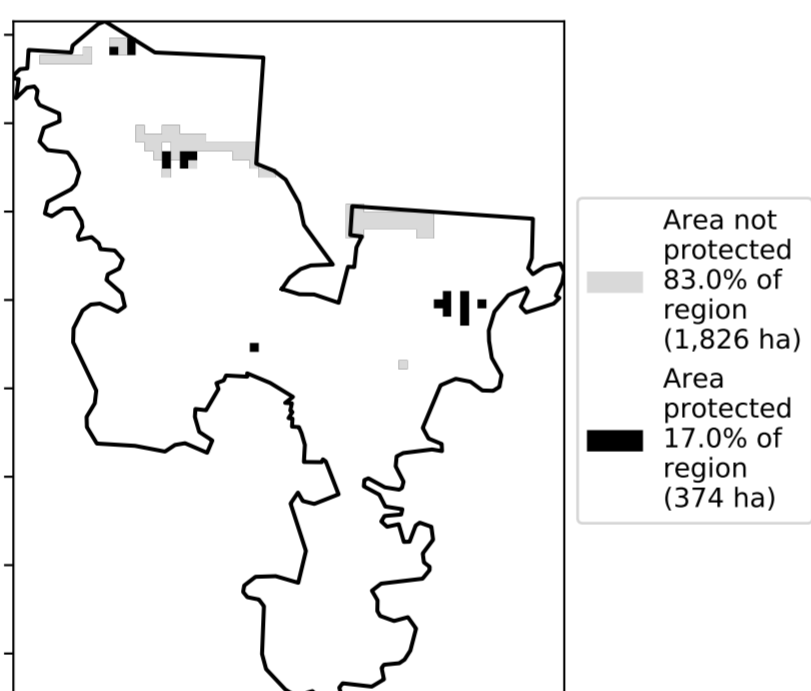 Area not
protected
83.0% of
region
(1,826 ha)
Area
protected
17.0% of
region
(374 ha)